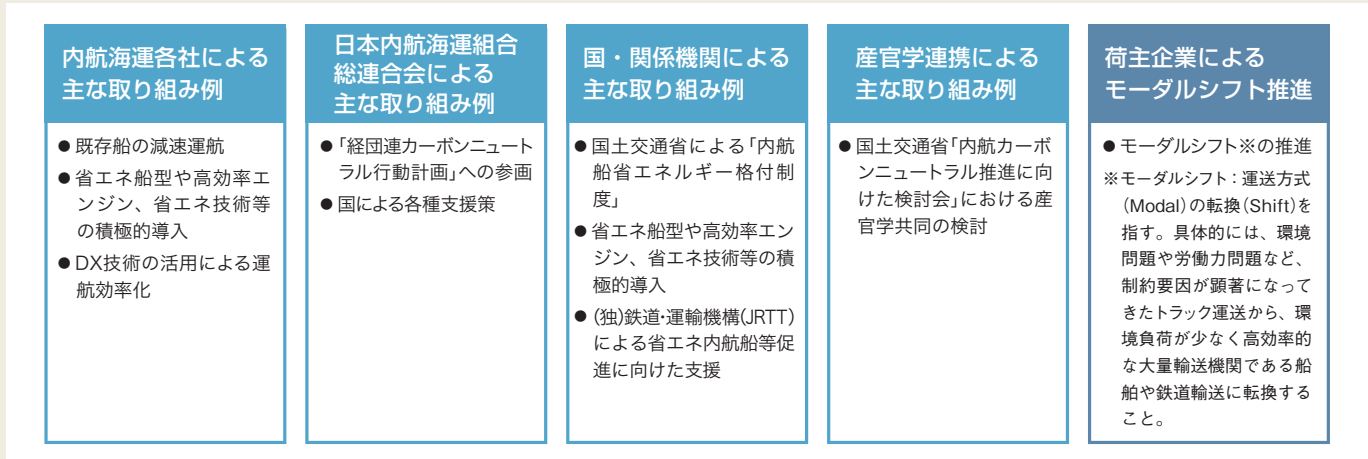 内航海運各社による
主な取り組み例
●既存船の減速運航
●省エネ船型や高効率エ
ンジン、省エネ技術等
の積極的導入
●DX技術の活用による運
航効率化
日本内航海運組合
総連合会による
主な取り組み例
●「経団連カーボンニュート
ラル行動計画」への参画
●国による各種支援策
国・関係機関による
主な取り組み例
●国土交通省による「内航
船省エネルギー格付制
度」
●省エネ船型や高効率エン
ジン、省エネ技術等の積
極的導入
●(独)鉄道・運輸機構(JRTT)
による省エネ内航船等促
進に向けた支援
産官学連携による
主な取り組み例
●国土交通省「内航カーボ
ンニュートラル推進に向
けた検討会」における産
官学共同の検討
荷主企業による
モーダルシフト推進
●モーダルシフト※の推進
※モーダルシフト：運送方式
(Modal)の転換(Shift)を
指す。具体的には、環境
問題や労働力問題など、
制約要因が顕著になって
きたトラック運送から、環
境負荷が少なく高効率的
な大量輸送機関である船
舶や鉄道輸送に転換する
こと。